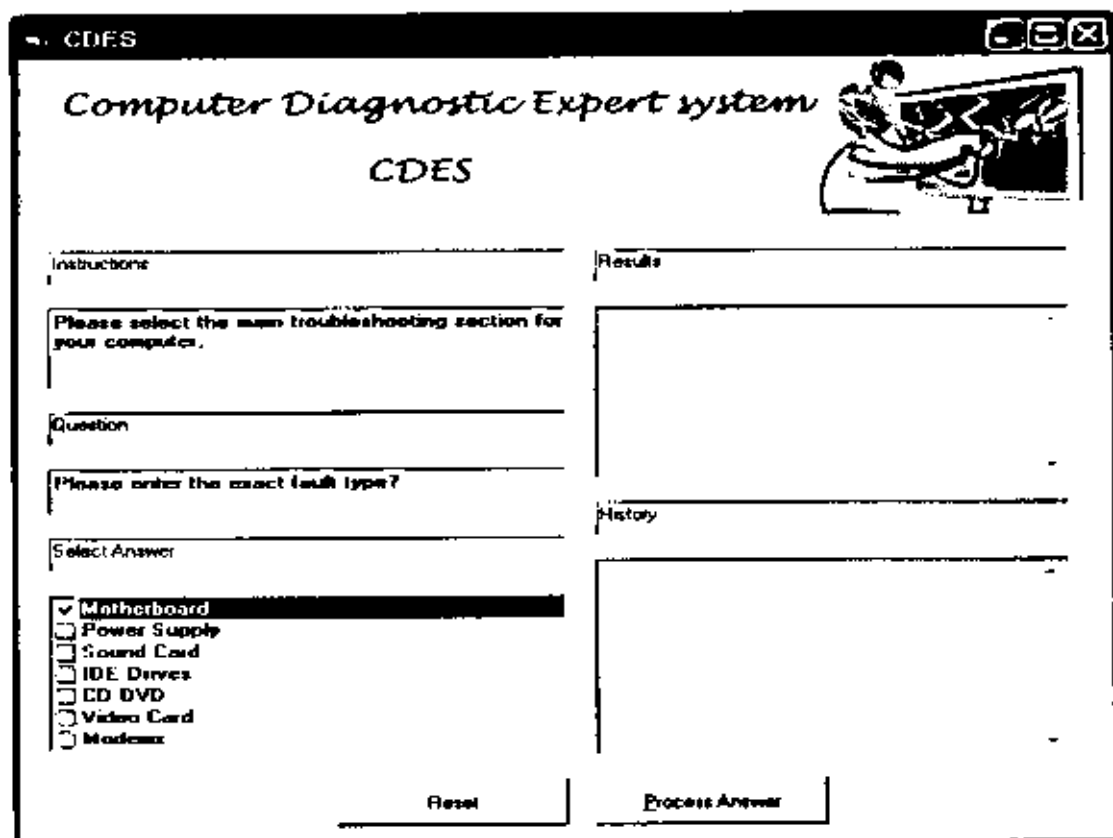 CDES
Computer Diagnostic Expert system
CDES
Instructions
Please select the main troubleshooting section for
your computer.
Question
Please enter the exact fault type?
Select Answer
Motherboard
Power Supply
Sound Card
IDE Drives
CD DVD
Video Card
Modems
Results
History
Reset
Process Answer